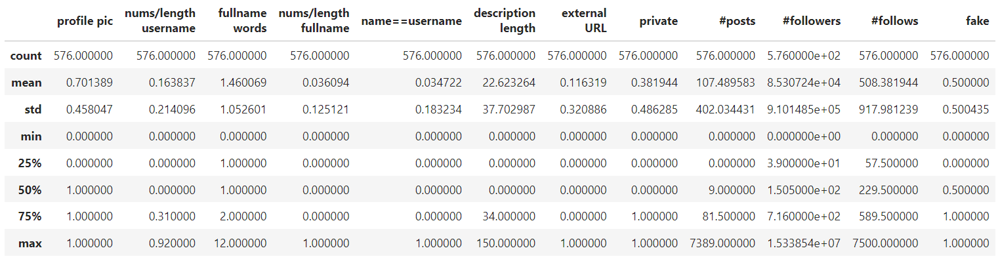 profile pic nums/length username fullname words nums/length fullname name==username description length external URL private #posts #followers #follows fake
count 576.000000 576.000000 576.000000 576.000000 576.000000 576.000000 576.000000 576.000000 576.000000 5.760000e+02 576.000000 576.000000
mean 0.701389 0.163837 1.460069 0.036094 0.034722 22.623264 0.116319 0.381944 107.489583 8.530724e+04 508.381944 0.500000
std 0.458047 0.214096 1.052601 0.125121 0.183234 37.702987 0.320886 0.486285 402.034431 9.101485e+05 917.981239 0.500435
min 0.000000 0.000000 0.000000 0.000000 0.000000 0.000000 0.000000 0.000000 0.000000 0.000000e+00 0.000000 0.000000
25% 0.000000 0.000000 1.000000 0.000000 0.000000 0.000000 0.000000 0.000000 0.000000 3.900000e+01 57.500000 0.000000
50% 1.000000 0.000000 1.000000 0.000000 0.000000 0.000000 0.000000 0.000000 9.000000 1.505000e+02 229.500000 0.500000
75% 1.000000 0.310000 2.000000 0.000000 0.000000 34.000000 0.000000 1.000000 81.500000 7.160000e+02 589.500000 1.000000
max 1.000000 0.920000 12.000000 1.000000 1.000000 150.000000 1.000000 1.000000 7389.000000 1.533854e+07 7500.000000 1.000000